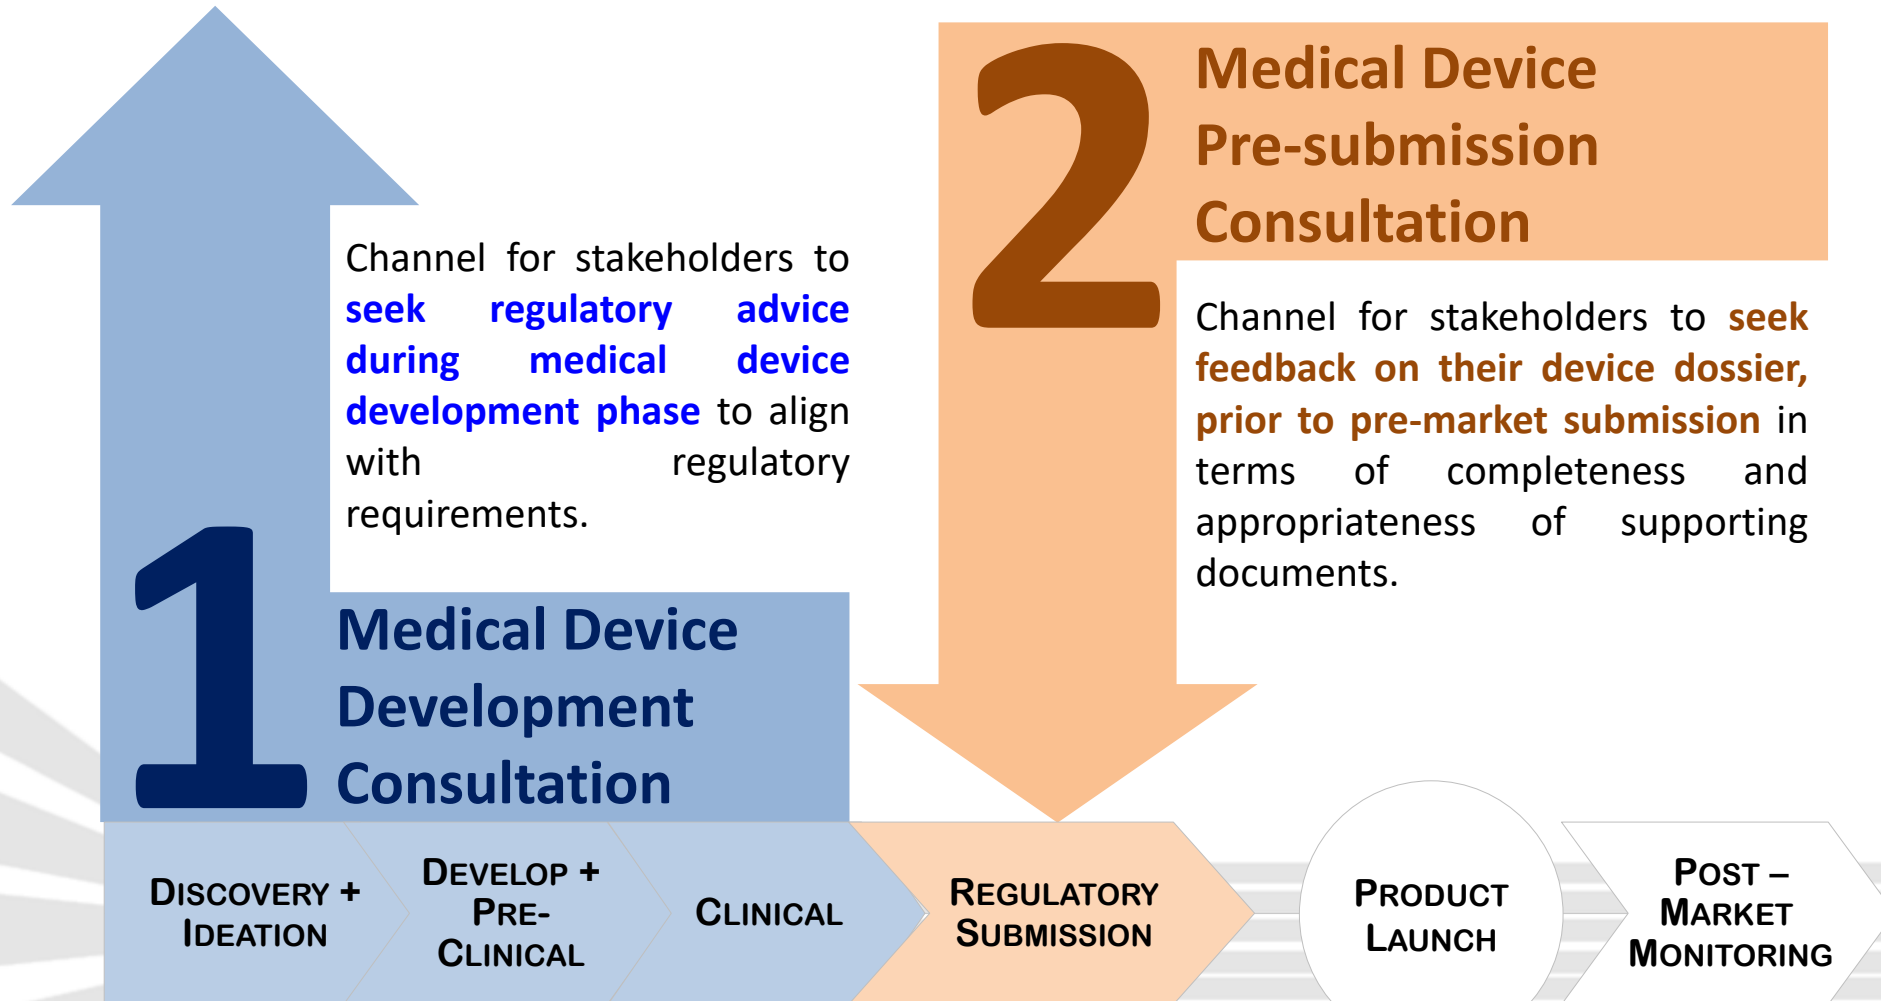 1
Channel for stakeholders to
seek regulatory advice
during medical device
development phase to align
with regulatory
requirements.
Medical Device
Development
Consultation
2
Medical Device
Pre-submission
Consultation
Channel for stakeholders to seek
feedback on their device dossier,
prior to pre-market submission in
terms of completeness and
appropriateness of supporting
documents.
DISCOVERY +
IDEATION
DEVELOP +
PRE-
CLINICAL
CLINICAL
REGULATORY
SUBMISSION
PRODUCT
LAUNCH
POST –
MARKET
MONITORING